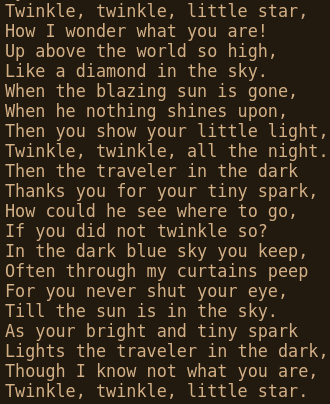 Twinkle, twinkle, little star,
How I wonder what you are!
Up above the world so high,
Like a diamond in the sky.
When the blazing sun is gone,
When he nothing shines upon,
Then you show your little light,
Twinkle, twinkle, all the night.
Then the traveler in the dark
Thanks you for your tiny spark,
How could he see where to go,
If you did not twinkle so?
In the dark blue sky you keep,
Often through my curtains peep
For you never shut your eye,
Till the sun is in the sky.
As your bright and tiny spark
Lights the traveler in the dark,
Though I know not what you are,
Twinkle, twinkle, little star.